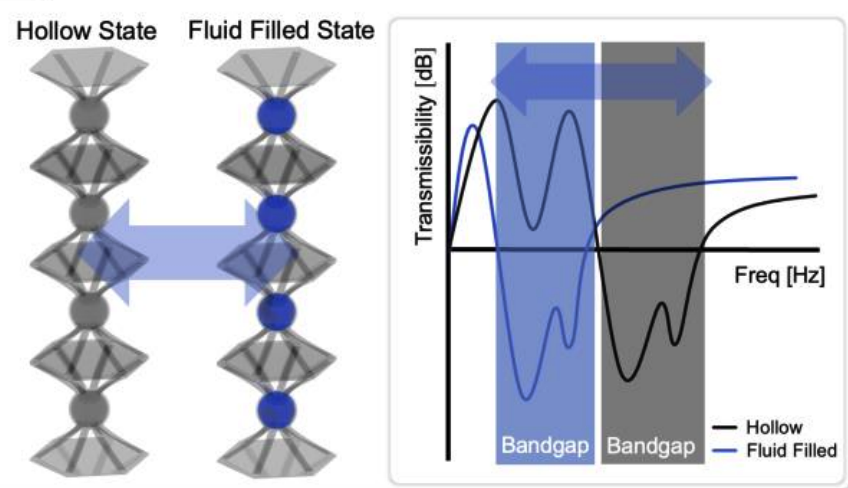 Hollow State
Fluid Filled State
Transmissibility [dB]
Freq [Hz]
Bandgap
Bandgap
Hollow
Fluid Filled